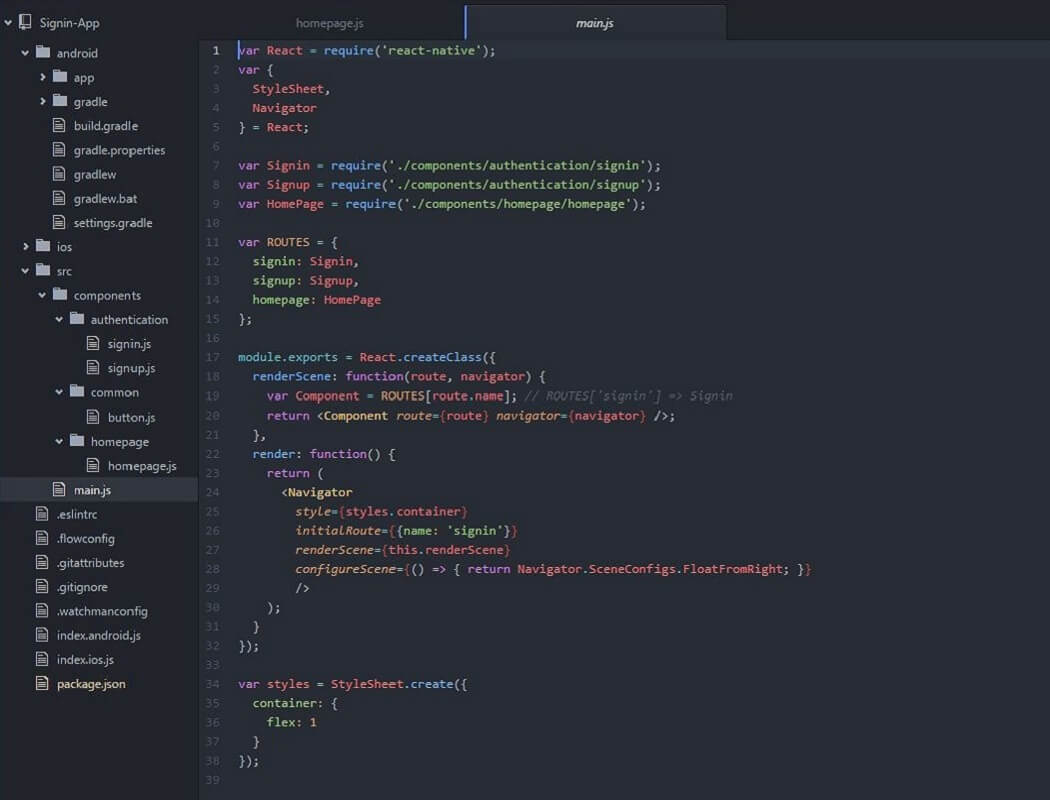 Signin-App
android
app
gradle
build.gradle
gradle.properties
gradlew
gradlew.bat
settings.gradle
ios
src
components
authentication
signin.js
signup.js
common
button.js
homepage
homepage.js
main.js
.eslintrc
.flowconfig
.gitattributes
.gitignore
.watchmanconfig
index.android.js
index.ios.js
package.json
homepage.js
main.js
1 var React = require('react-native');
2 var {
3   StyleSheet,
4   Navigator
5 } = React;
6
7 var Signin = require('./components/authentication/signin');
8 var Signup = require('./components/authentication/signup');
9 var HomePage = require('./components/homepage/homepage');
10
11 var ROUTES = {
12   signin: Signin,
13   signup: Signup,
14   homepage: HomePage
15 };
16
17 module.exports = React.createClass({
18   renderScene: function(route, navigator) {
19     var Component = ROUTES[route.name]; // ROUTES['signin'] => Signin
20     return <Component route={route} navigator={navigator} />;
21   },
22   render: function() {
23     return (
24       <Navigator
25         style={styles.container}
26         initialRoute={{name: 'signin'}}
27         renderScene={this.renderScene}
28         configureScene={() => { return Navigator.SceneConfigs.FloatFromRight; }}
29         />
30     );
31   }
32 });
33
34 var styles = StyleSheet.create({
35   container: {
36     flex: 1
37   }
38 });
39